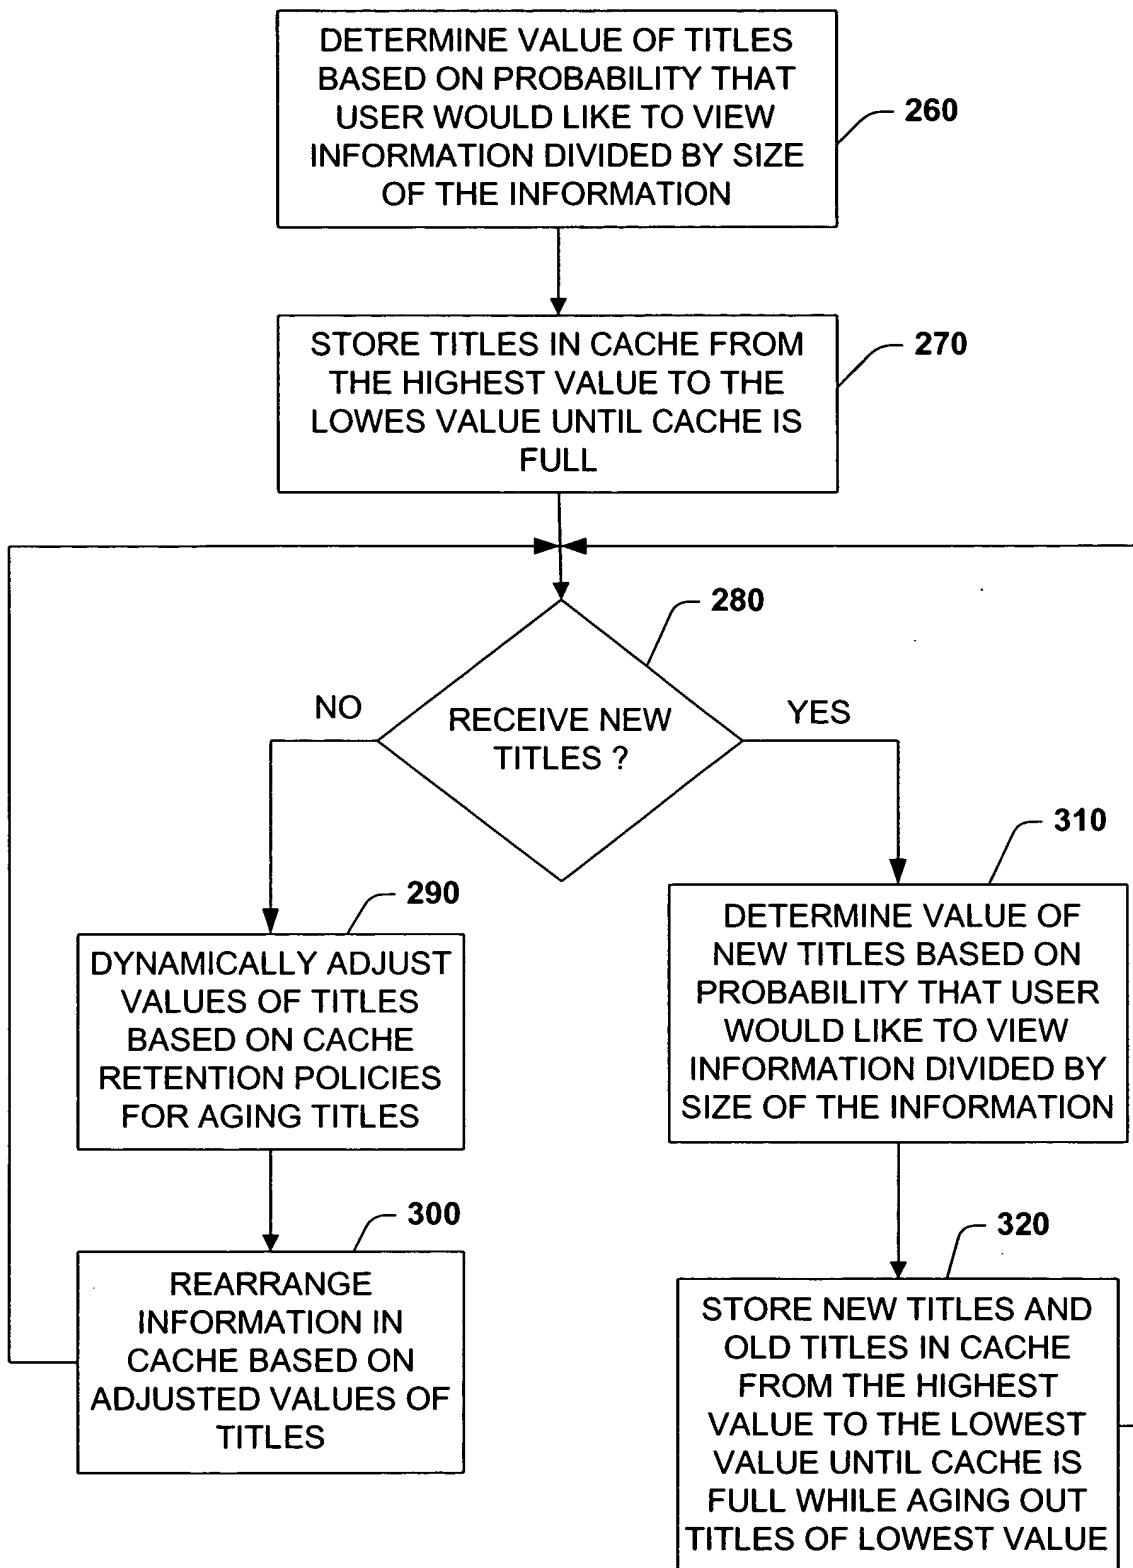 DETERMINE VALUE OF TITLES
BASED ON PROBABILITY THAT
USER WOULD LIKE TO VIEW
INFORMATION DIVIDED BY SIZE
OF THE INFORMATION
260
STORE TITLES IN CACHE FROM
THE HIGHEST VALUE TO THE
LOWES VALUE UNTIL CACHE IS
FULL
270
280
RECEIVE NEW
TITLES ?
NO
YES
290
DYNAMICALLY ADJUST
VALUES OF TITLES
BASED ON CACHE
RETENTION POLICIES
FOR AGING TITLES
300
REARRANGE
INFORMATION IN
CACHE BASED ON
ADJUSTED VALUES OF
TITLES
310
DETERMINE VALUE OF
NEW TITLES BASED ON
PROBABILITY THAT USER
WOULD LIKE TO VIEW
INFORMATION DIVIDED BY
SIZE OF THE INFORMATION
320
STORE NEW TITLES AND
OLD TITLES IN CACHE
FROM THE HIGHEST
VALUE TO THE LOWEST
VALUE UNTIL CACHE IS
FULL WHILE AGING OUT
TITLES OF LOWEST VALUE